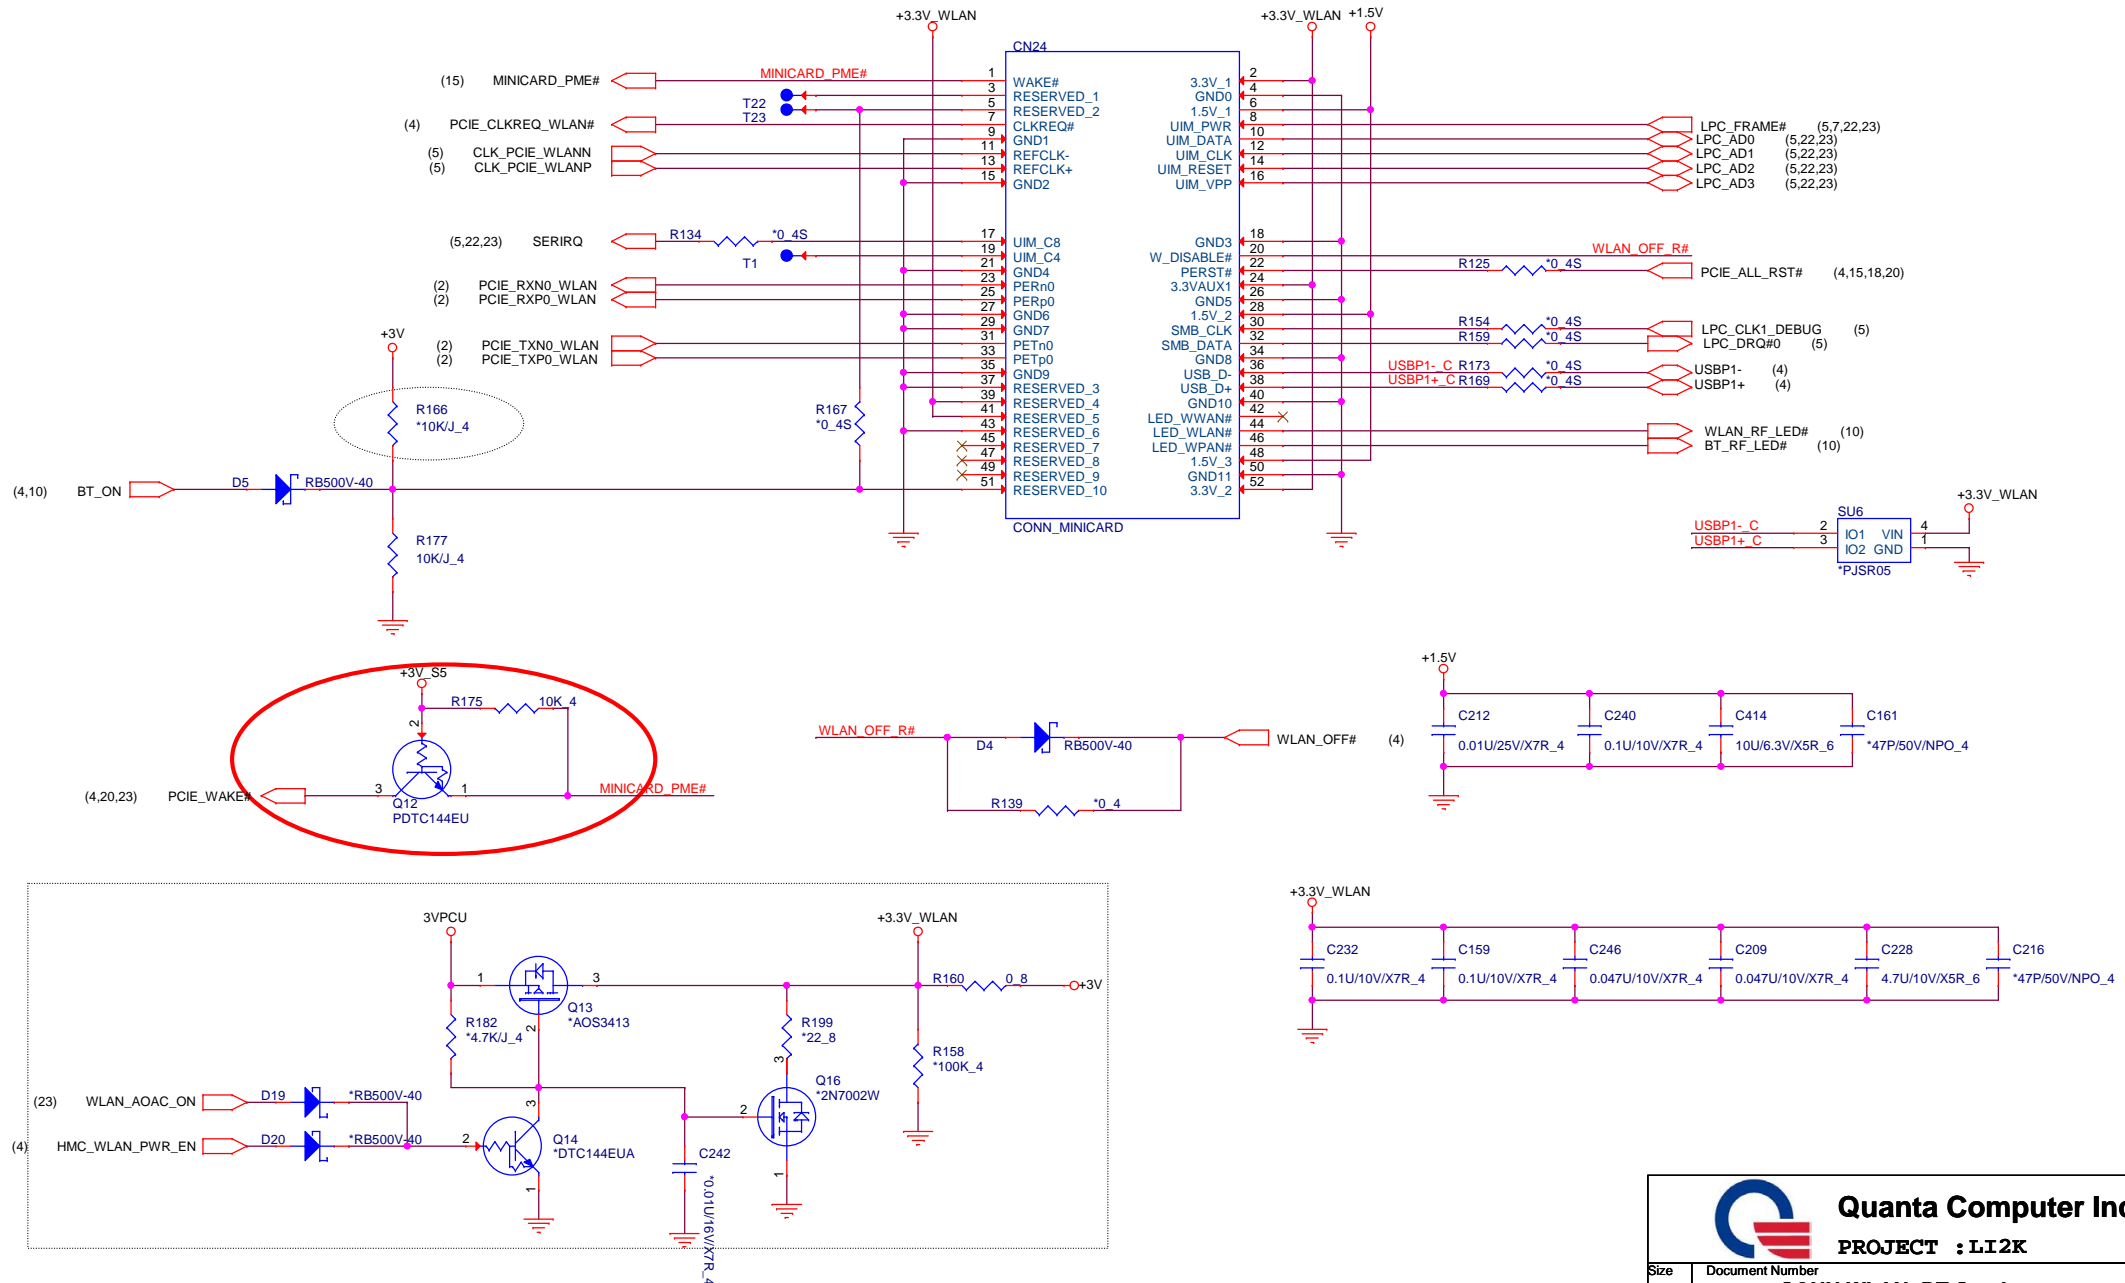 +3.3V_WLAN
+3.3V_WLAN +1.5V
CN24
(15) MINICARD_PME# MINICARD_PME# 1 WAKE# 3.3V_1 2
T22 3 RESERVED_1 GND0 4
T23 5 RESERVED_2 1.5V_1 6
(4) PCIE_CLKREQ_WLAN# 7 CLKREQ# UIM_PWR 8 LPC_FRAME# (5,7,22,23)
9 GND1 UIM_DATA 10 LPC_AD0 (5,22,23)
(5) CLK_PCIE_WLANN 11 REFCLK- UIM_CLK 12 LPC_AD1 (5,22,23)
(5) CLK_PCIE_WLANP 13 REFCLK+ UIM_RESET 14 LPC_AD2 (5,22,23)
15 GND2 UIM_VPP 16 LPC_AD3 (5,22,23)
(5,22,23) SERIRQ R134 *0_4S 17 UIM_C8 GND3 18
T1 19 UIM_C4 W_DISABLE# 20 WLAN_OFF_R#
21 GND4 PERST# 22 R125 *0_4S PCIE_ALL_RST# (4,15,18,20)
(2) PCIE_RXN0_WLAN 23 PERn0 3.3VAUX1 24
(2) PCIE_RXP0_WLAN 25 PERp0 GND5 26
27 GND6 1.5V_2 28
29 GND7 SMB_CLK 30 R154 *0_4S LPC_CLK1_DEBUG (5)
(2) PCIE_TXN0_WLAN 31 PETn0 SMB_DATA 32 R159 *0_4S LPC_DRQ#0 (5)
(2) PCIE_TXP0_WLAN 33 PETp0 GND8 34
35 GND9 USB_D- 36 USBP1-_C R173 *0_4S USBP1- (4)
37 RESERVED_3 USB_D+ 38 USBP1+_C R169 *0_4S USBP1+ (4)
39 RESERVED_4 GND10 40
41 RESERVED_5 LED_WWAN# 42
43 RESERVED_6 LED_WLAN# 44 WLAN_RF_LED# (10)
45 RESERVED_7 LED_WPAN# 46 BT_RF_LED# (10)
47 RESERVED_8 1.5V_3 48
49 RESERVED_9 GND11 50
51 RESERVED_10 3.3V_2 52
CONN_MINICARD
+3V
R166
*10K/J_4
R167
*0_4S
(4,10) BT_ON D5 RB500V-40
R177
10K/J_4
+3.3V_WLAN
SU6
USBP1-_C 2 IO1 VIN 4
USBP1+_C 3 IO2 GND 1
*PJSR05
+3V_S5
R175 10K_4
2
(4,20,23) PCIE_WAKE# 3 1 MINICARD_PME#
Q12
PDTC144EU
WLAN_OFF_R# D4 RB500V-40 WLAN_OFF# (4)
R139 *0_4
+1.5V
C212 C240 C414 C161
0.01U/25V/X7R_4 0.1U/10V/X7R_4 10U/6.3V/X5R_6 *47P/50V/NPO_4
3VPCU
+3.3V_WLAN
1 3 R160 0_8 +3V
Q13
*AOS3413
2
R182
*4.7K/J_4
R199
*22_8
R158
*100K_4
3
Q16
*2N7002W
2
1
(23) WLAN_AOAC_ON D19 *RB500V-40
(4) HMC_WLAN_PWR_EN D20 *RB500V-40 2
3
Q14
*DTC144EUA
1
C242
*0.01U/16V/X7R_4
+3.3V_WLAN
C232 C159 C246 C209 C228 C216
0.1U/10V/X7R_4 0.1U/10V/X7R_4 0.047U/10V/X7R_4 0.047U/10V/X7R_4 4.7U/10V/X5R_6 *47P/50V/NPO_4
Quanta Computer Inc
PROJECT : LI2K
Size Document Number